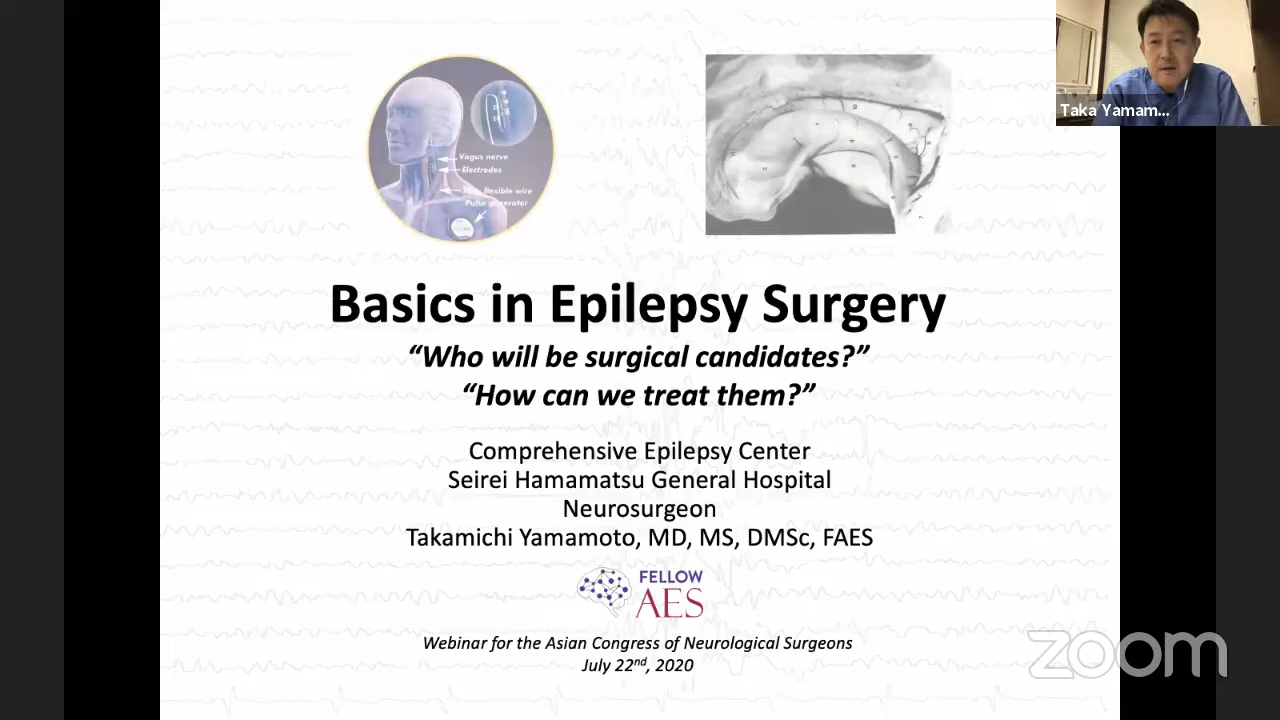 Taka Yamam...
Vagus nerve
Electrodes
flexible wire
Pulse generator
Basics in Epilepsy Surgery
“Who will be surgical candidates?”
“How can we treat them?”
Comprehensive Epilepsy Center
Seirei Hamamatsu General Hospital
Neurosurgeon
Takamichi Yamamoto, MD, MS, DMSc, FAES
FELLOW
AES
Webinar for the Asian Congress of Neurological Surgeons
July 22nd, 2020
zoom